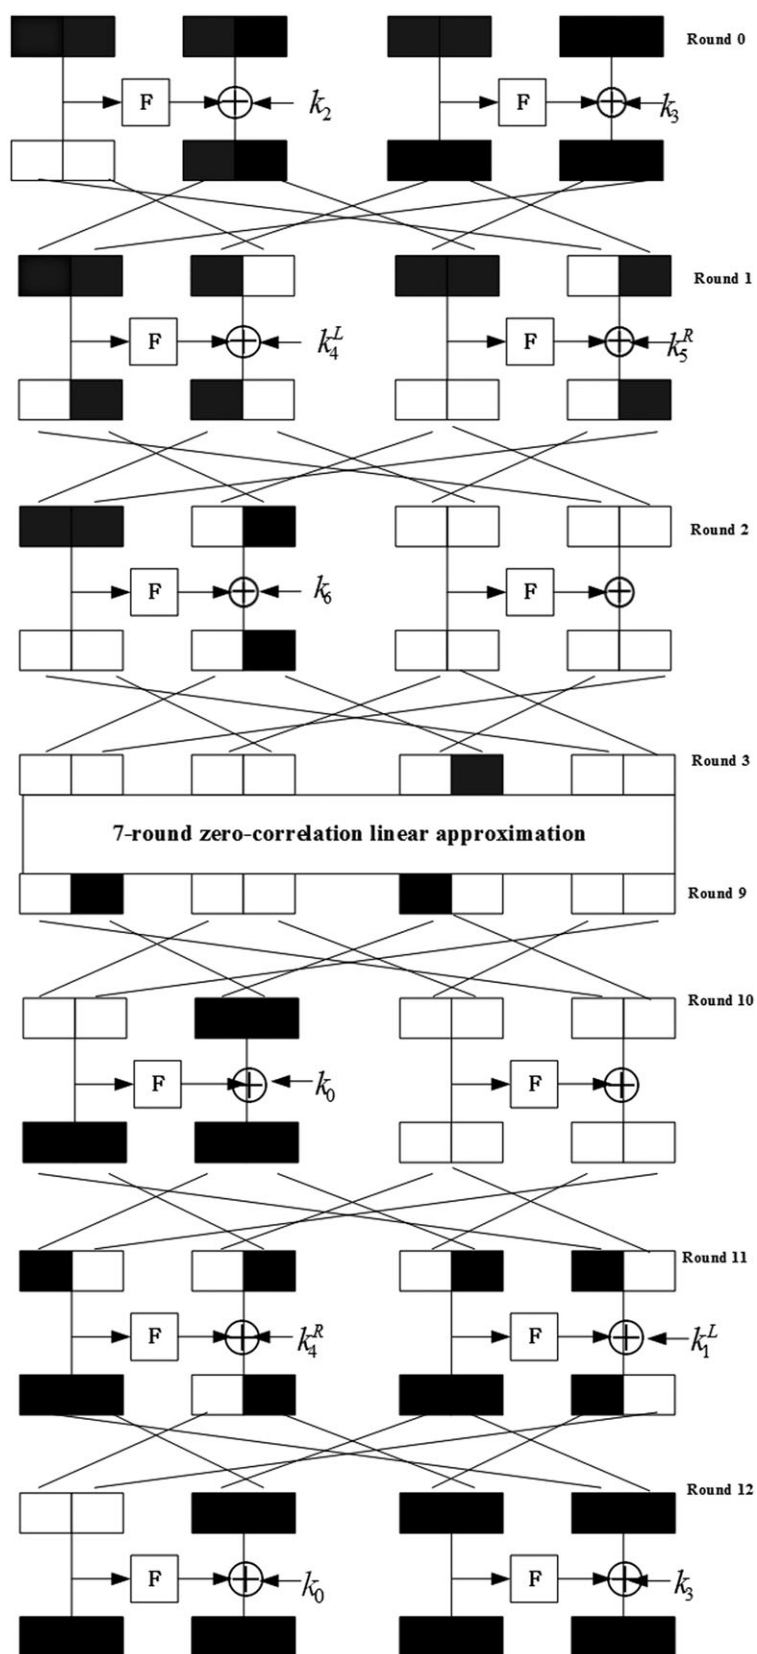 Round 0
F k₂ F k₃
Round 1
F k₄ᴸ F k₅ᴿ
Round 2
F k₆ F
Round 3
7-round zero-correlation linear approximation
Round 9
Round 10
F k₀ F
Round 11
F k₄ᴿ F k₁ᴸ
Round 12
F k₀ F k₃